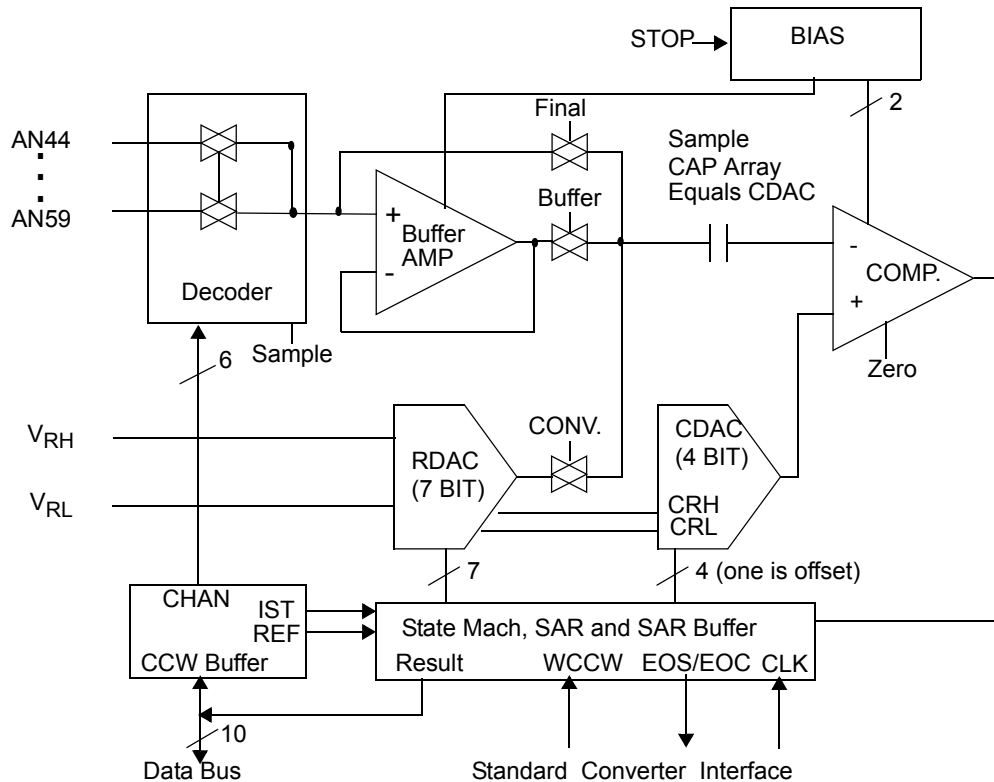 STOP
BIAS
2
Final
AN44
AN59
Sample
CAP Array
Equals CDAC
Buffer
+
Buffer
AMP
-
-
COMP.
+
Decoder
Sample
Zero
6
VRH
VRL
CONV.
RDAC
(7 BIT)
CDAC
(4 BIT)
CRH
CRL
7
4 (one is offset)
CHAN
IST
REF
CCW Buffer
State Mach, SAR and SAR Buffer
Result
WCCW
EOS/EOC
CLK
10
Data Bus
Standard Converter Interface